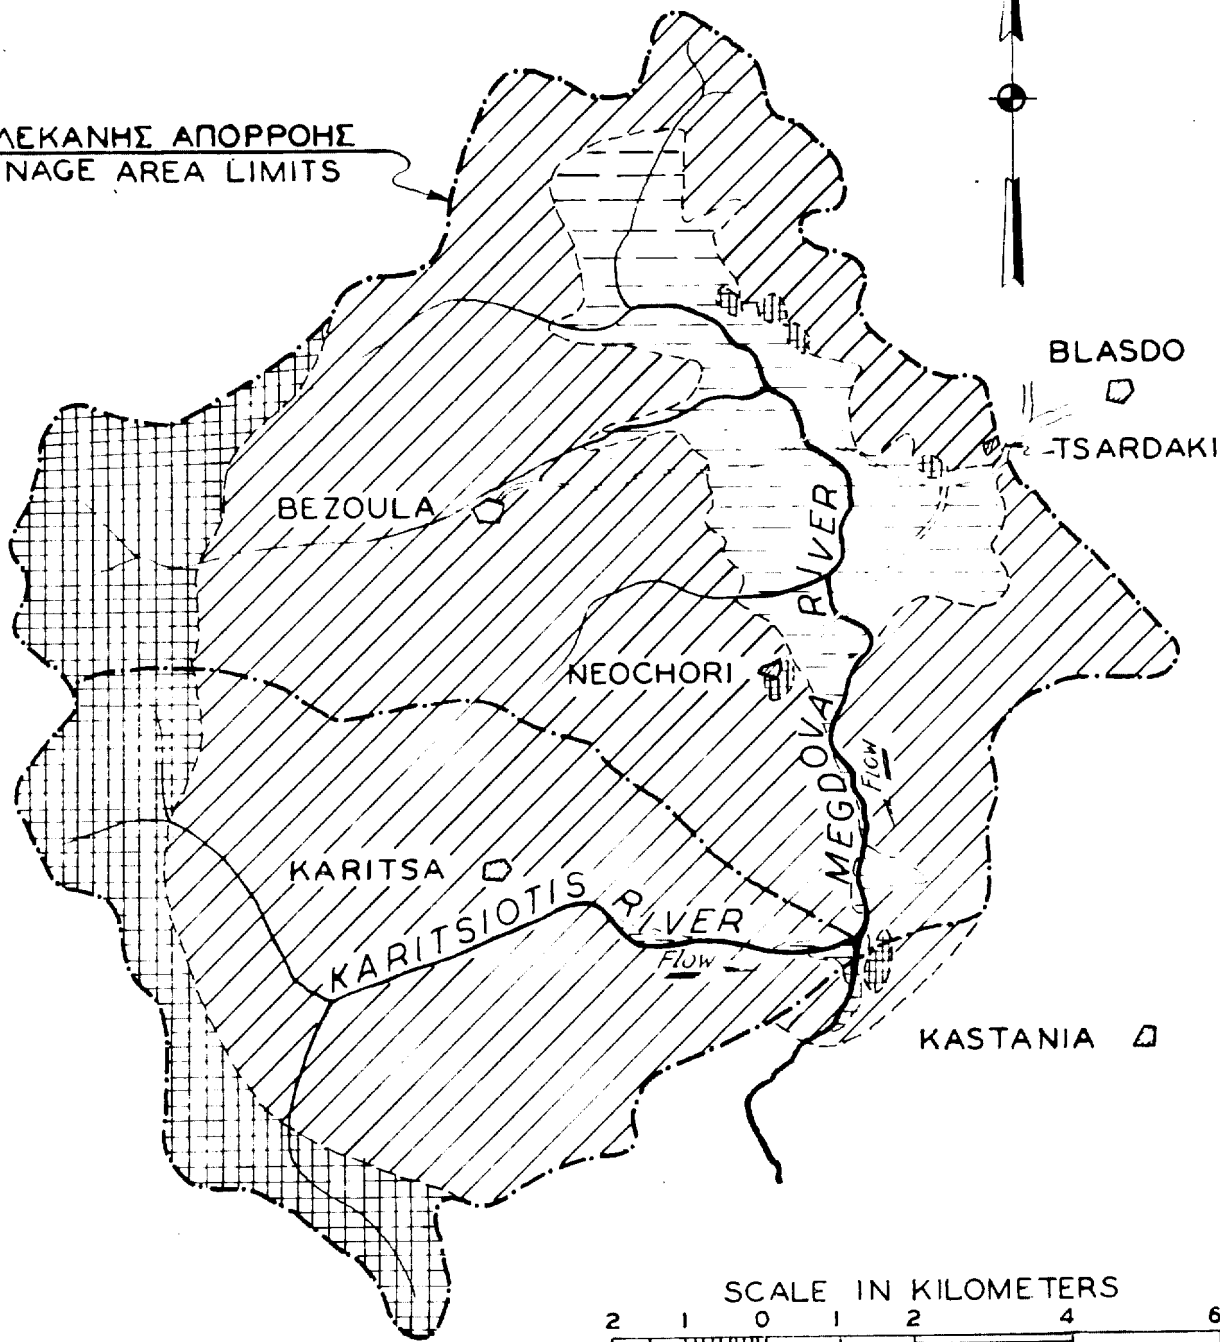 ΛΕΚΑΝΗΣ ΑΠΟΡΡΟΗΣ
NAGE AREA LIMITS
BLASDO
TSARDAKI
BEZOULA
NEOCHORI
MEGDOVA RIVER
Flow
KARITSA
KARITSIOTIS RIVER
Flow
KASTANIA
SCALE IN KILOMETERS
2 1 0 1 2 4 6